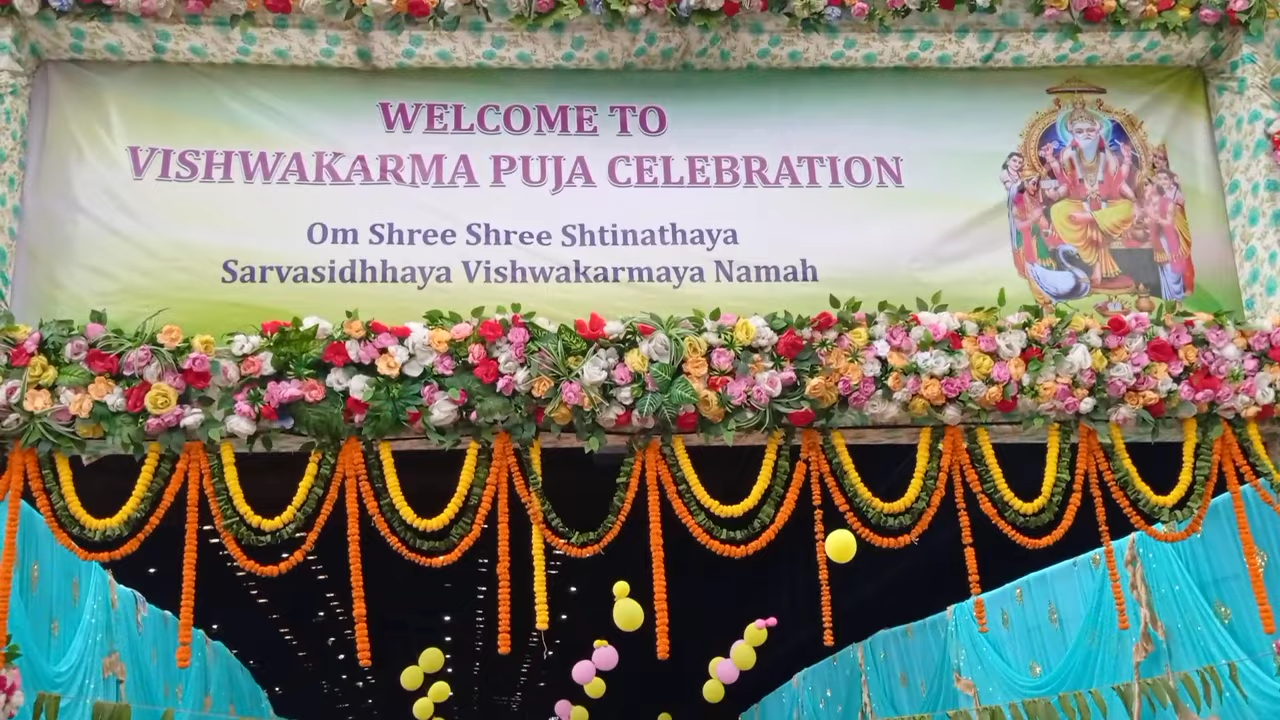 WELCOME TO
VISHWAKARMA PUJA CELEBRATION
Om Shree Shree Shtinathaya
Sarvasidhhaya Vishwakarmaya Namah